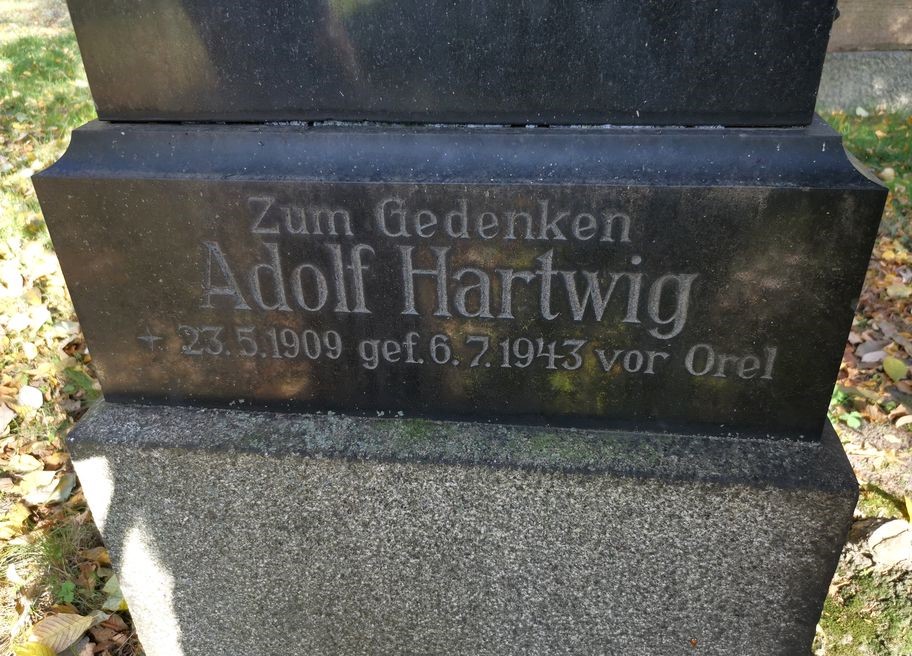 Zum Gedenken
Adolf Hartwig
+ 23.5.1909 gef. 6.7.1943 vor Orel